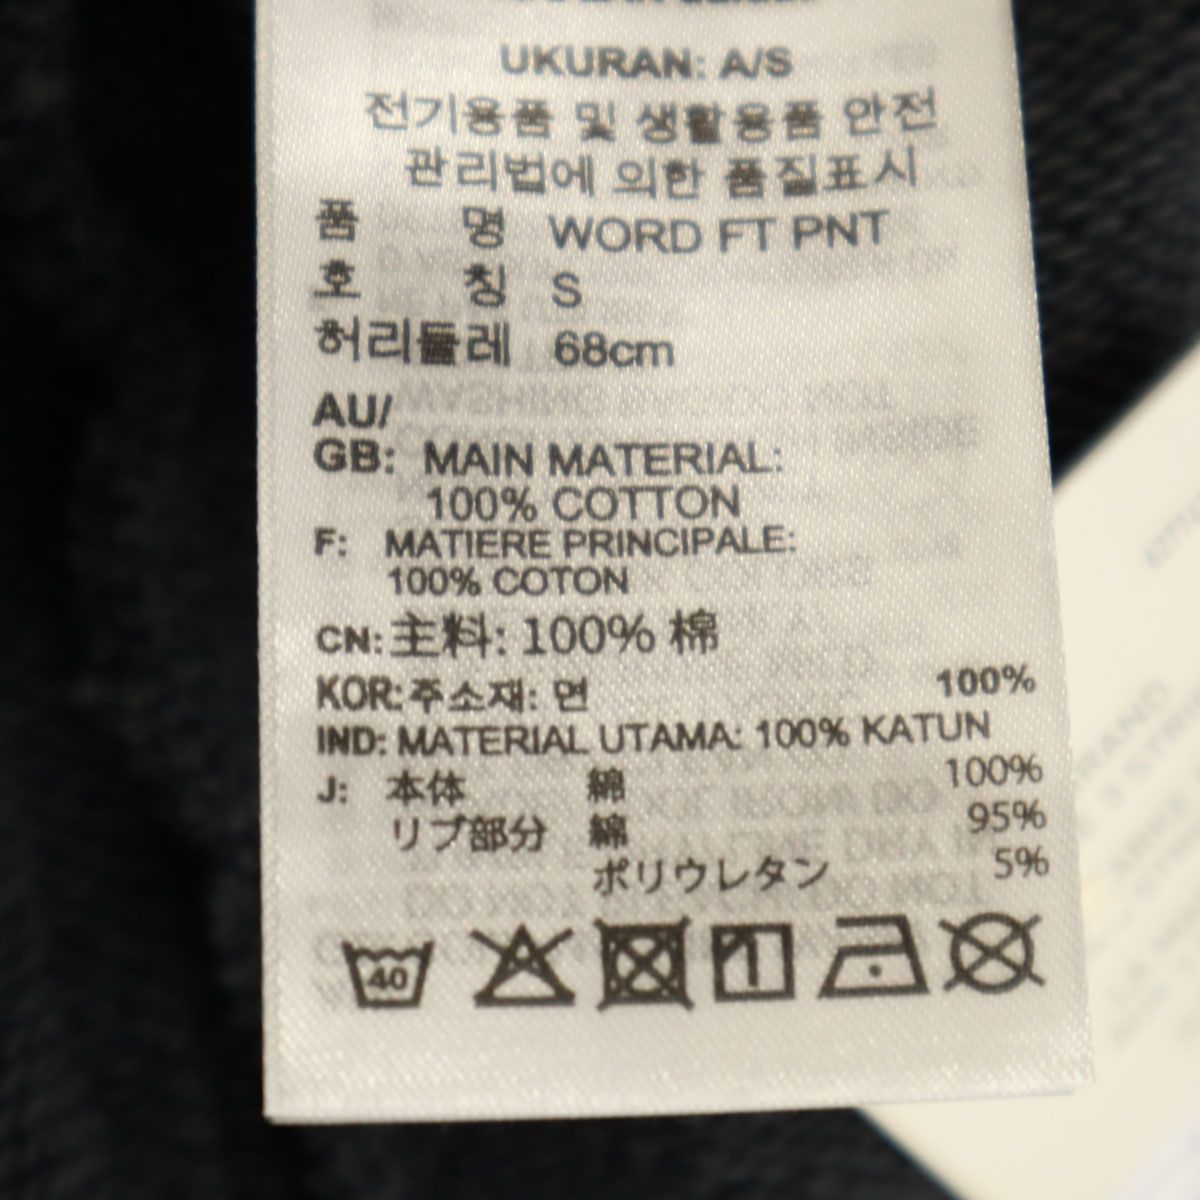 UKURAN: A/S
전기용품 및 생활용품 안전
관리법에 의한 품질표시
품 명 WORD FT PNT
호 칭 S
허리둘레 68cm
AU/
GB: MAIN MATERIAL:
100% COTTON
F: MATIERE PRINCIPALE:
100% COTON
CN: 主料: 100% 棉
KOR: 주소재: 면 100%
IND: MATERIAL UTAMA: 100% KATUN
J: 本体 綿 100%
リブ部分 綿 95%
ポリウレタン 5%
40